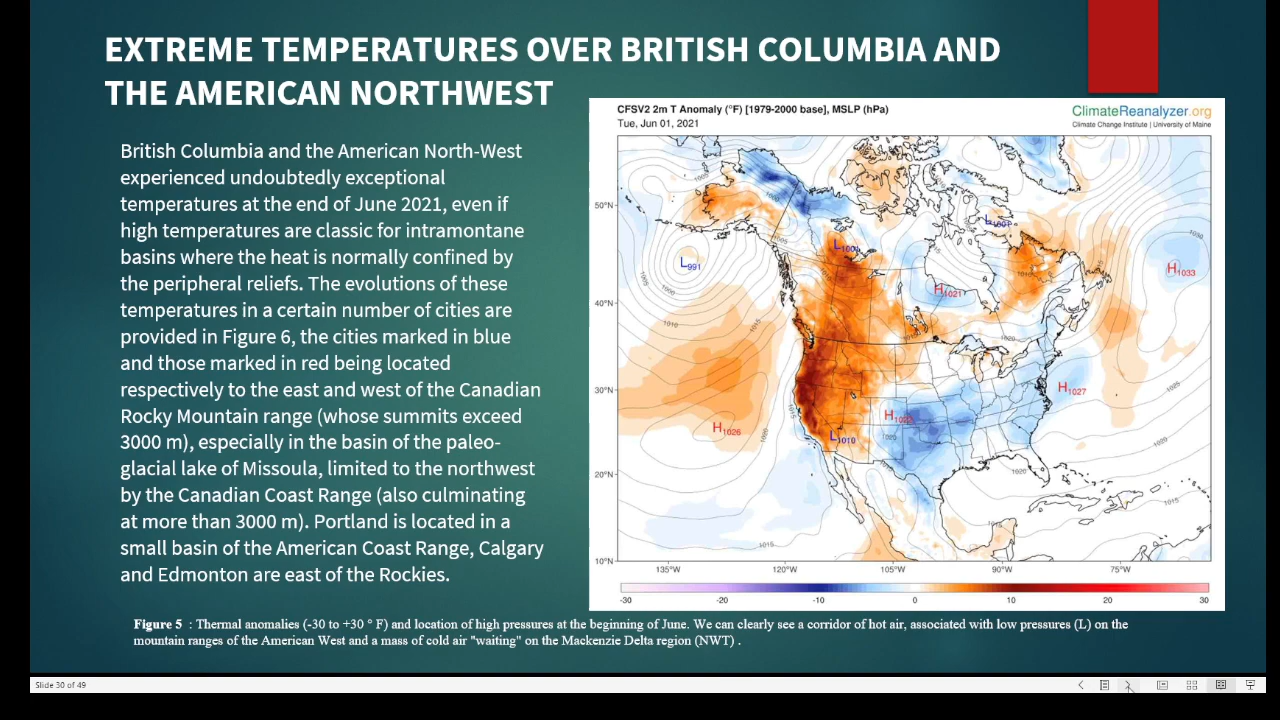 EXTREME TEMPERATURES OVER BRITISH COLUMBIA AND
THE AMERICAN NORTHWEST
British Columbia and the American North-West
experienced undoubtedly exceptional
temperatures at the end of June 2021, even if
high temperatures are classic for intramontane
basins where the heat is normally confined by
the peripheral reliefs. The evolutions of these
temperatures in a certain number of cities are
provided in Figure 6, the cities marked in blue
and those marked in red being located
respectively to the east and west of the Canadian
Rocky Mountain range (whose summits exceed
3000 m), especially in the basin of the paleo-
glacial lake of Missoula, limited to the northwest
by the Canadian Coast Range (also culminating
at more than 3000 m). Portland is located in a
small basin of the American Coast Range, Calgary
and Edmonton are east of the Rockies.
CFSV2 2m T Anomaly (°F) [1979-2000 base], MSLP (hPa)
Tue, Jun 01, 2021
ClimateReanalyzer.org
Climate Change Institute | University of Maine
50°N
40°N
30°N
20°N
10°N
L991
H1021
H1033
H1027
H1026
L1010
1010
1015
1020
1025
135°W
120°W
105°W
90°W
75°W
-30
-20
-10
0
10
20
30
Figure 5 : Thermal anomalies (-30 to +30 ° F) and location of high pressures at the beginning of June. We can clearly see a corridor of hot air, associated with low pressures (L) on the
mountain ranges of the American West and a mass of cold air "waiting" on the Mackenzie Delta region (NWT) .
Slide 30 of 49